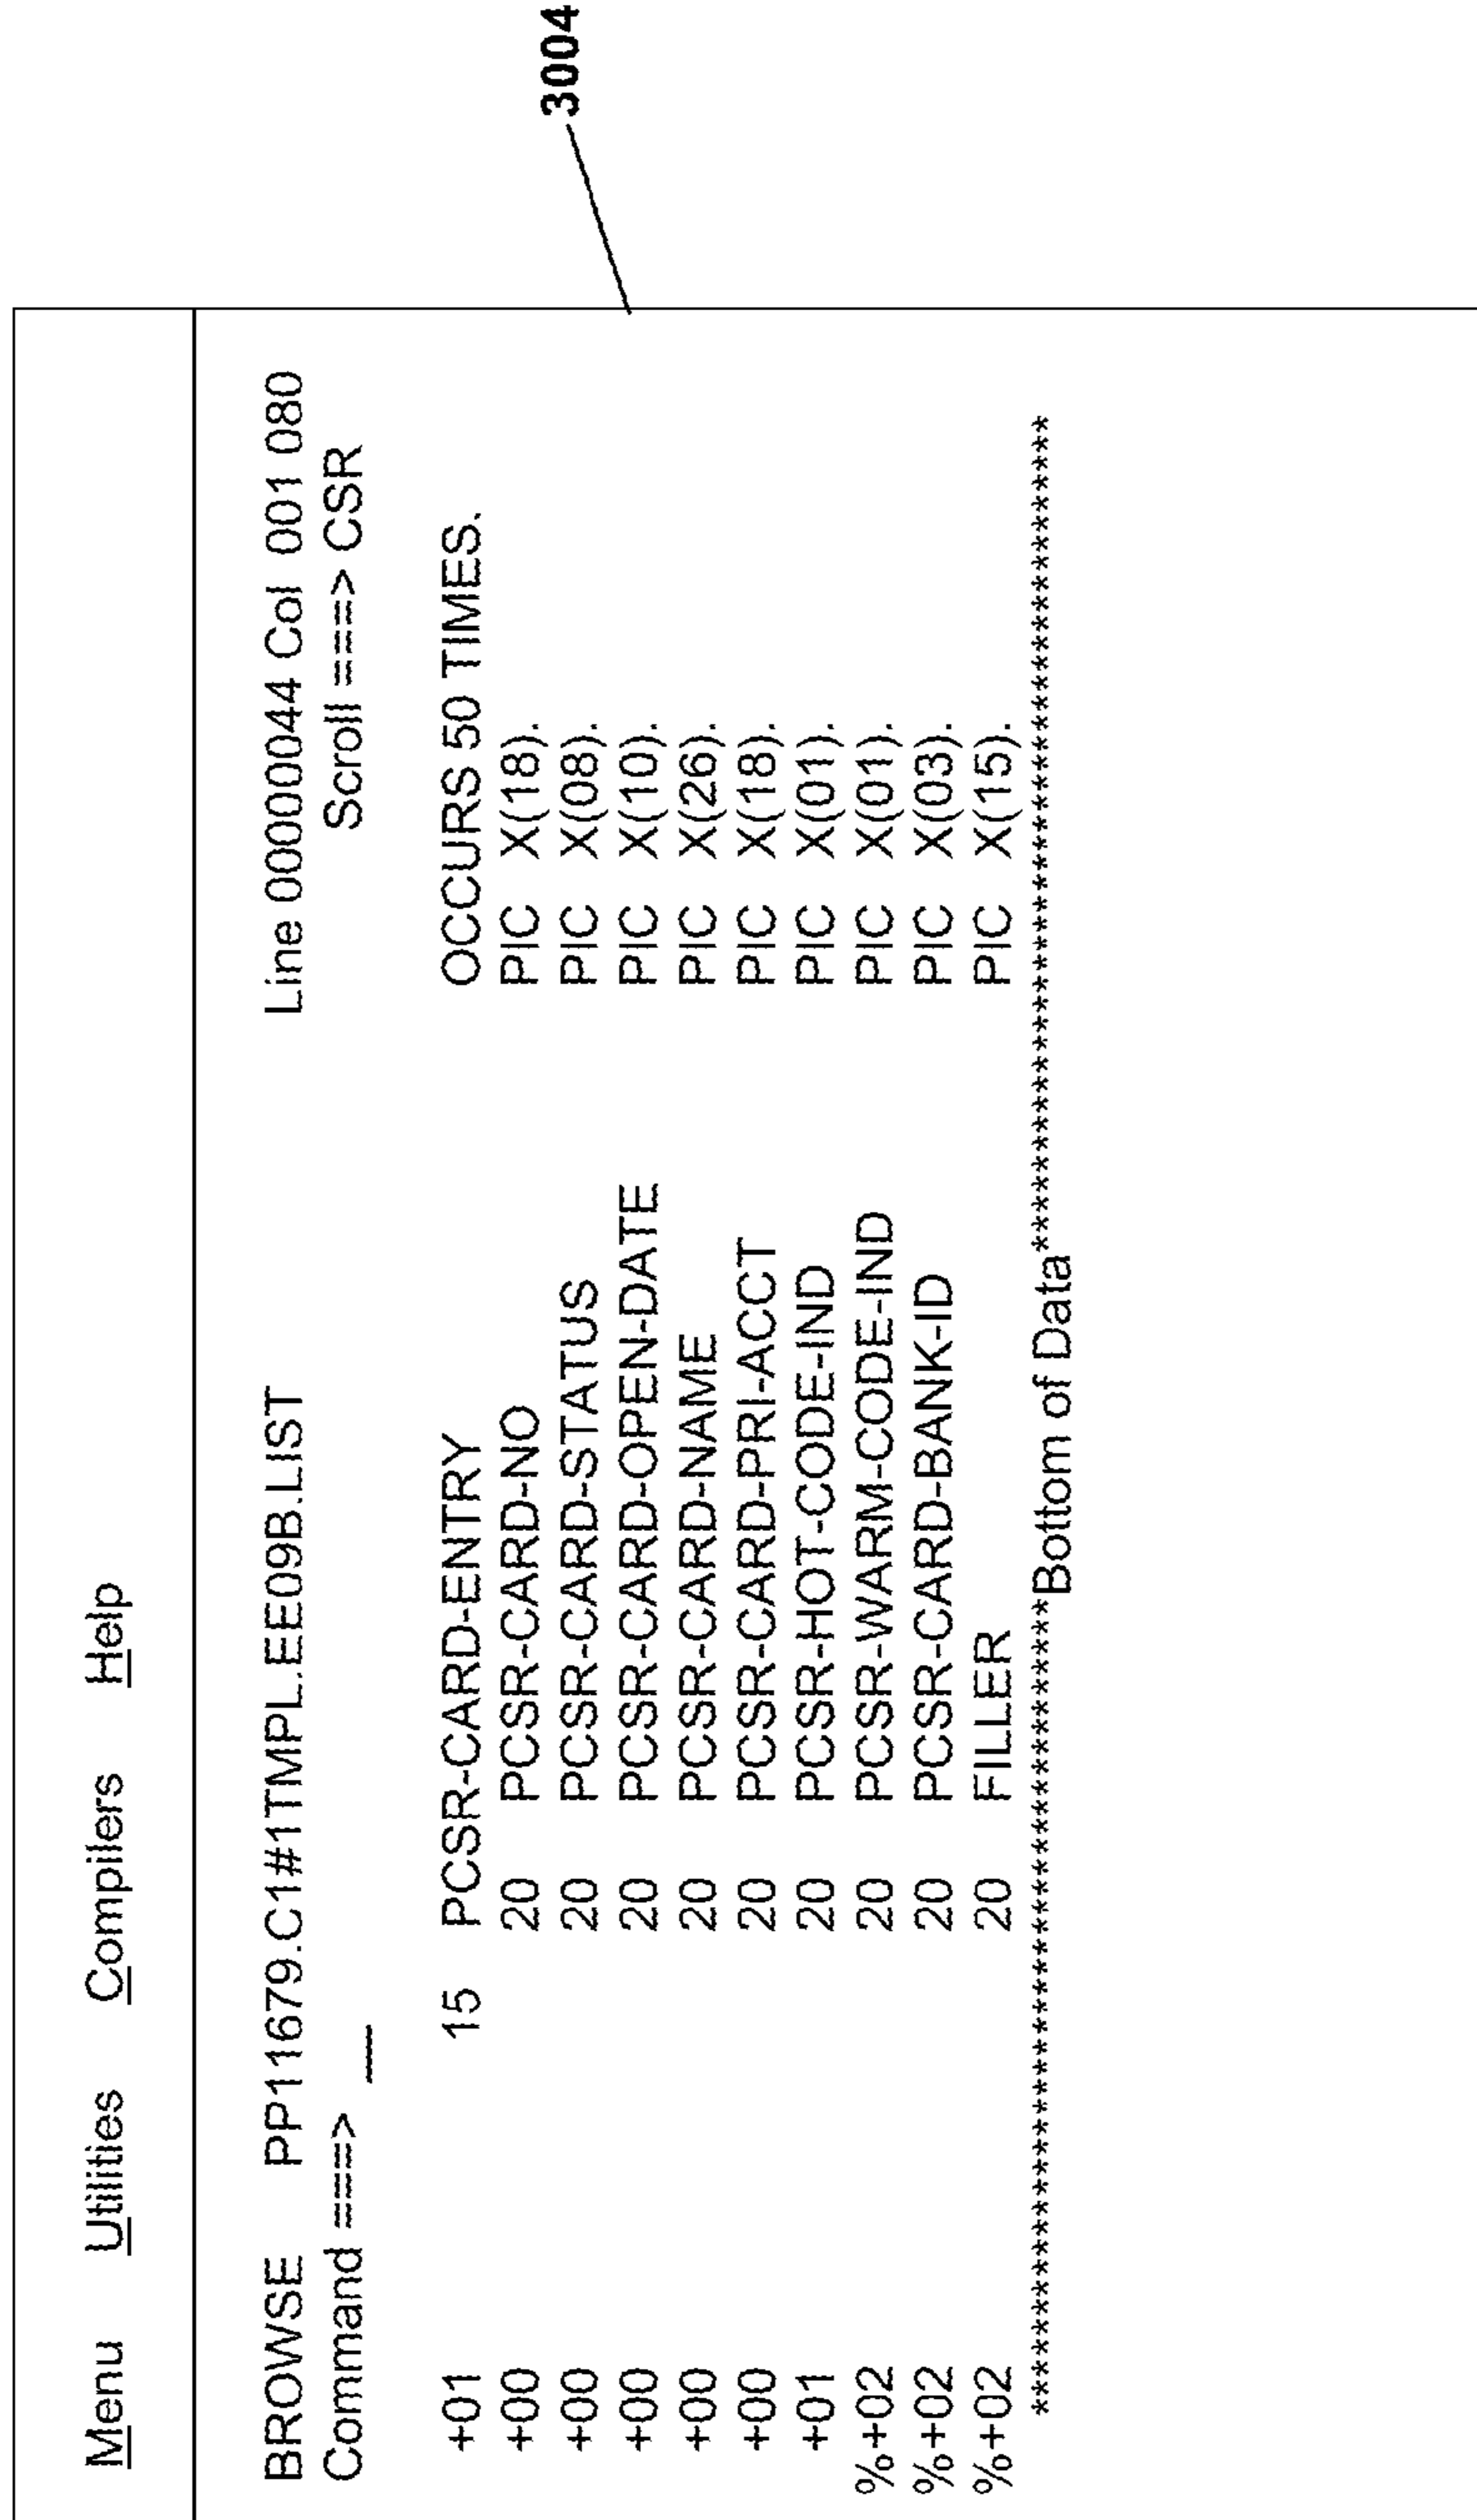 3004
Menu Utilities Compilers Help
BROWSE PP11679.C1#1TMPL.EE09B.LIST Line 0000044 Col 001 080
Command ===> __ Scroll ===> CSR
+01 15 PCSR-CARD-ENTRY OCCURS 50 TIMES.
+00 20 PCSR-CARD-NO PIC X(18).
+00 20 PCSR-CARD-STATUS PIC X(08).
+00 20 PCSR-CARD-OPEN-DATE PIC X(10).
+00 20 PCSR-CARD-NAME PIC X(26).
+00 20 PCSR-CARD-PRI-ACCT PIC X(18).
+01 20 PCSR-HOT-CODE-IND PIC X(01).
%+02 20 PCSR-WARM-CODE-IND PIC X(01).
%+02 20 PCSR-CARD-BANK-ID PIC X(03).
%+02 20 FILLER PIC X(15).
****************************************************Bottom of Data*****************************************************